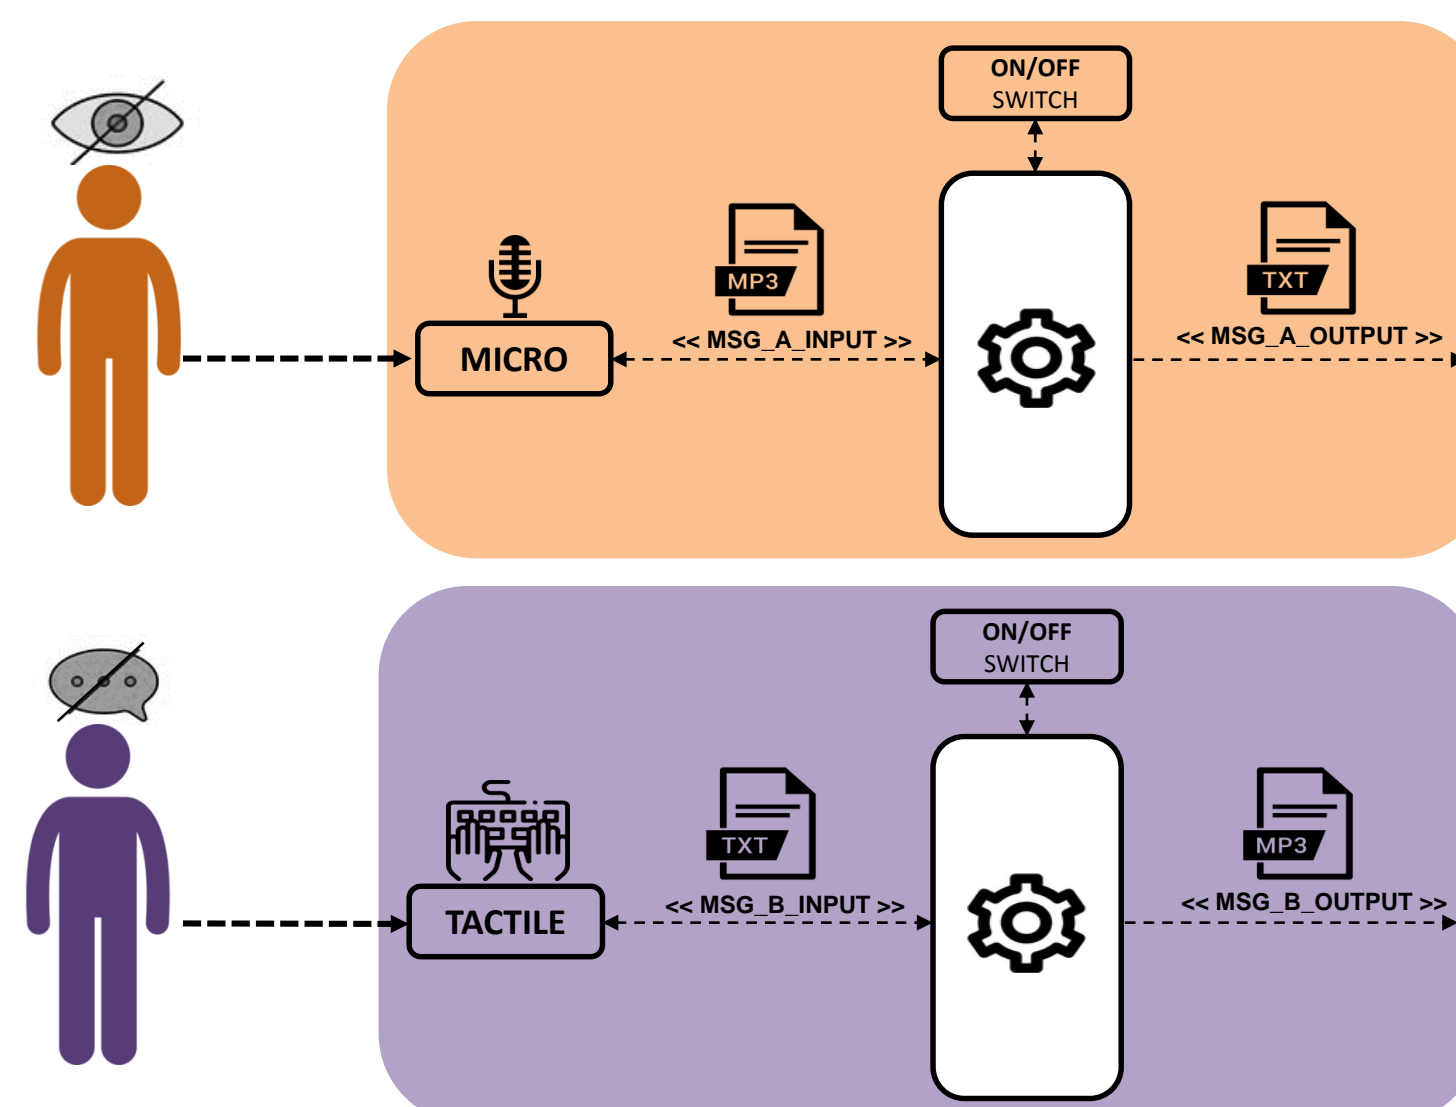 ON/OFF
SWITCH
MP3
TXT
<< MSG_A_INPUT >>
<< MSG_A_OUTPUT >>
MICRO
ON/OFF
SWITCH
TXT
MP3
<< MSG_B_INPUT >>
<< MSG_B_OUTPUT >>
TACTILE